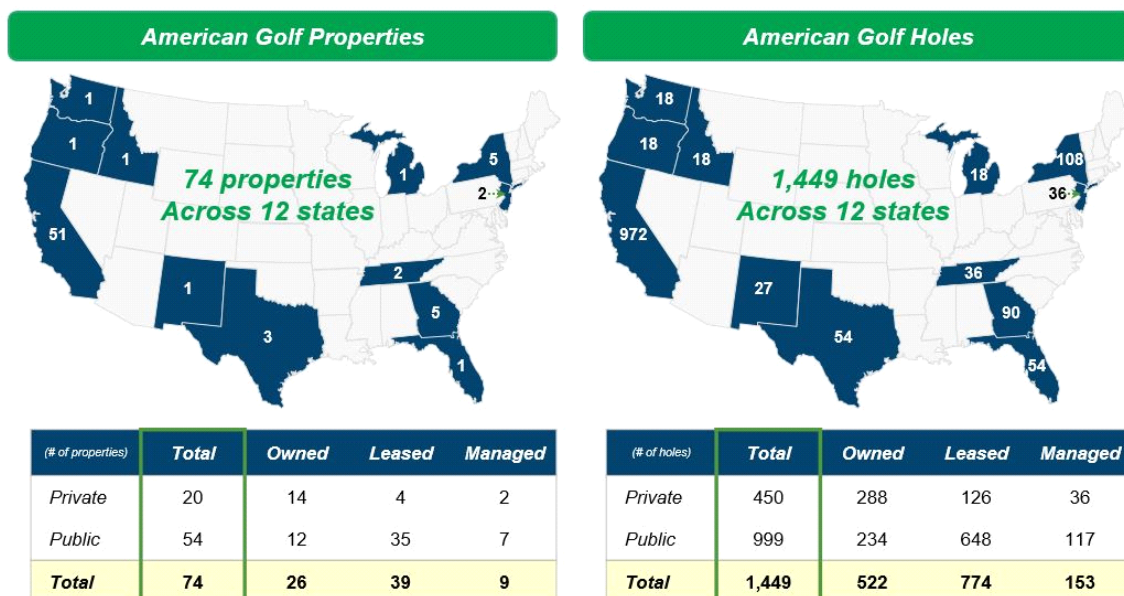 American Golf Properties
1
1
1
51
1
3
1
5
2
2
5
1
74 properties
Across 12 states
(# of properties) Total Owned Leased Managed
Private 20 14 4 2
Public 54 12 35 7
Total 74 26 39 9
American Golf Holes
18
18
18
972
27
54
18
108
36
36
90
54
1,449 holes
Across 12 states
(# of holes) Total Owned Leased Managed
Private 450 288 126 36
Public 999 234 648 117
Total 1,449 522 774 153